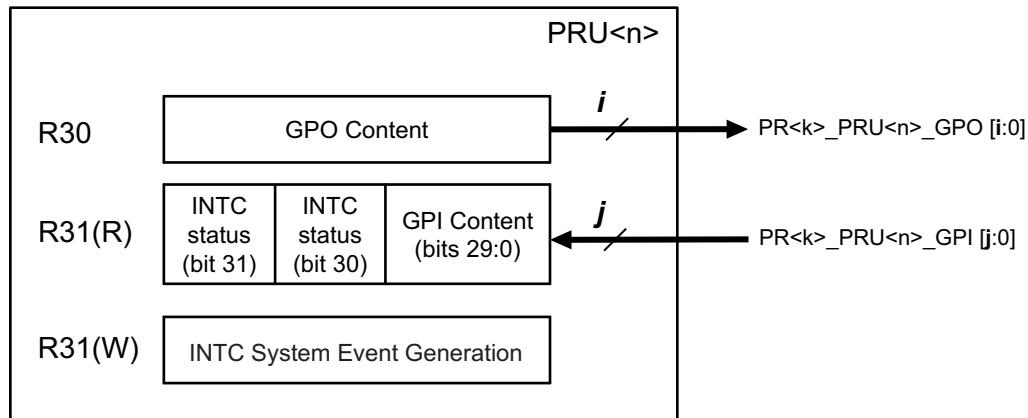 PRU<n>
R30
GPO Content
i
PR<k>_PRU<n>_GPO [i:0]
R31(R)
INTC
status
(bit 31)
INTC
status
(bit 30)
GPI Content
(bits 29:0)
j
PR<k>_PRU<n>_GPI [j:0]
R31(W)
INTC System Event Generation